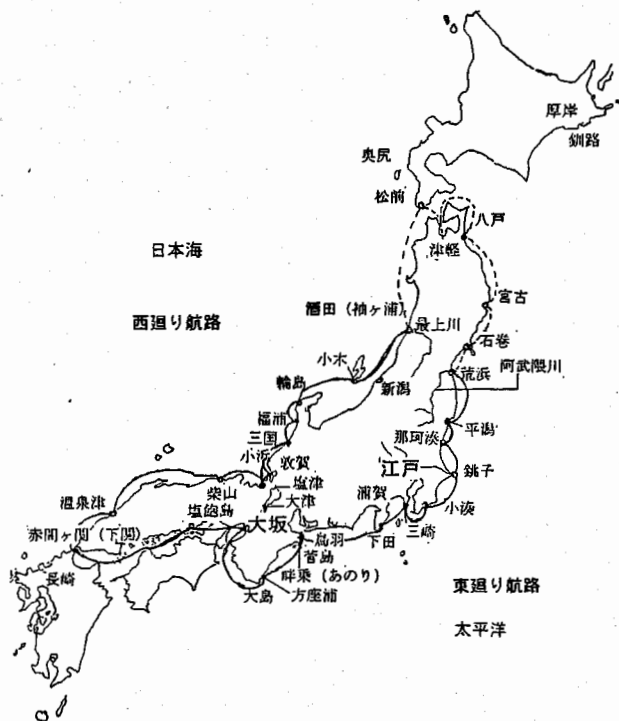 厚岸
釧路
奥尻
松前
八戸
津軽
日本海
西廻り航路
酒田（袖ヶ浦）
最上川
宮古
石巻
阿武隈川
小木
新潟
荒浜
輪島
福浦
三国
小浜
敦賀
塩津
大津
那珂湊
平潟
江戸
銚子
浦賀
小湊
三崎
下田
柴山
温泉津
塩飽島
大坂
赤間ヶ関（下関）
長崎
鳥羽
菅島
畔乗（あのり）
方座浦
大島
東廻り航路
太平洋